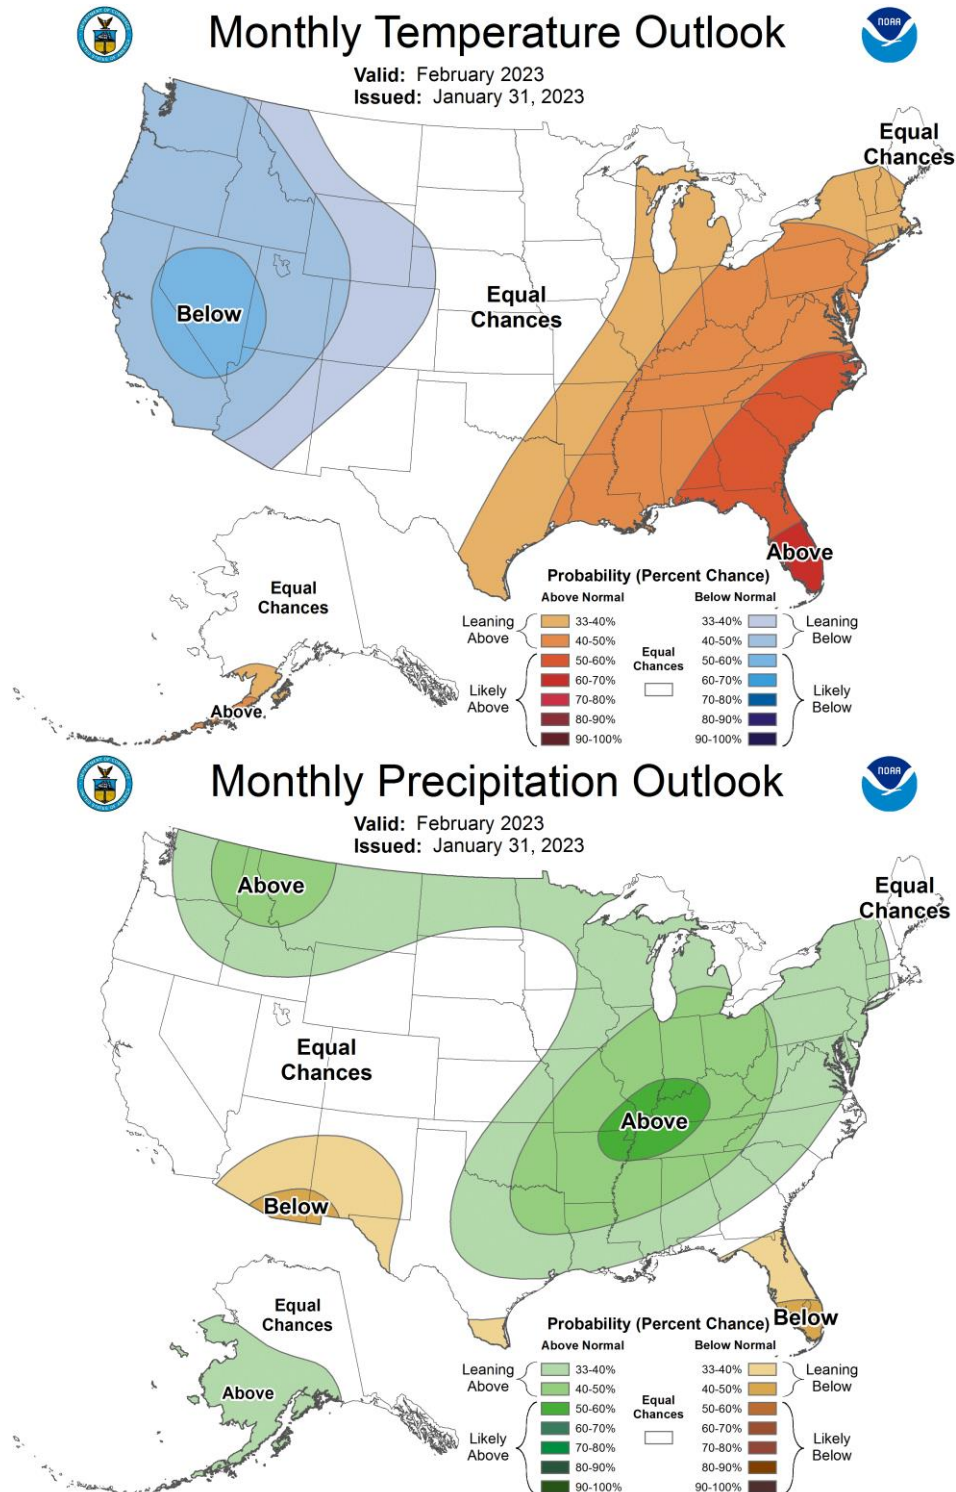 Monthly Temperature Outlook
NOAA
Valid: February 2023
Issued: January 31, 2023
Equal
Chances
Below
Equal
Chances
Above
Equal
Chances
Above
Probability (Percent Chance)
Above Normal
Below Normal
Leaning
Above
33-40%
40-50%
Likely
Above
50-60%
60-70%
70-80%
80-90%
90-100%
Equal
Chances
33-40%
40-50%
Leaning
Below
50-60%
60-70%
70-80%
80-90%
90-100%
Likely
Below
Monthly Precipitation Outlook
NOAA
Valid: February 2023
Issued: January 31, 2023
Above
Equal
Chances
Equal
Chances
Above
Below
Below
Equal
Chances
Above
Probability (Percent Chance)
Above Normal
Below Normal
Leaning
Above
33-40%
40-50%
Likely
Above
50-60%
60-70%
70-80%
80-90%
90-100%
Equal
Chances
33-40%
40-50%
Leaning
Below
50-60%
60-70%
70-80%
80-90%
90-100%
Likely
Below